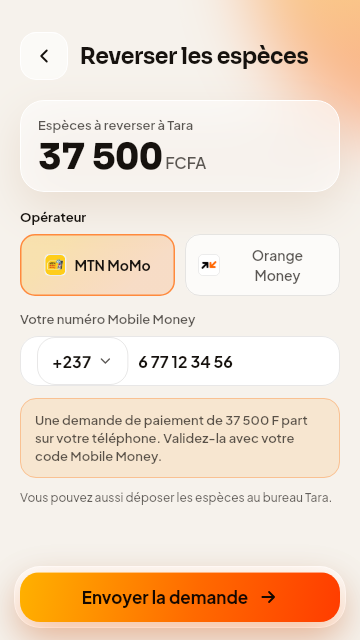 Reverser les espèces
Espèces à reverser à Tara
37 500 FCFA
Opérateur
MTN MoMo
Orange
Money
Votre numéro Mobile Money
+237
6 77 12 34 56
Une demande de paiement de 37 500 F part
sur votre téléphone. Validez-la avec votre
code Mobile Money.
Vous pouvez aussi déposer les espèces au bureau Tara.
Envoyer la demande